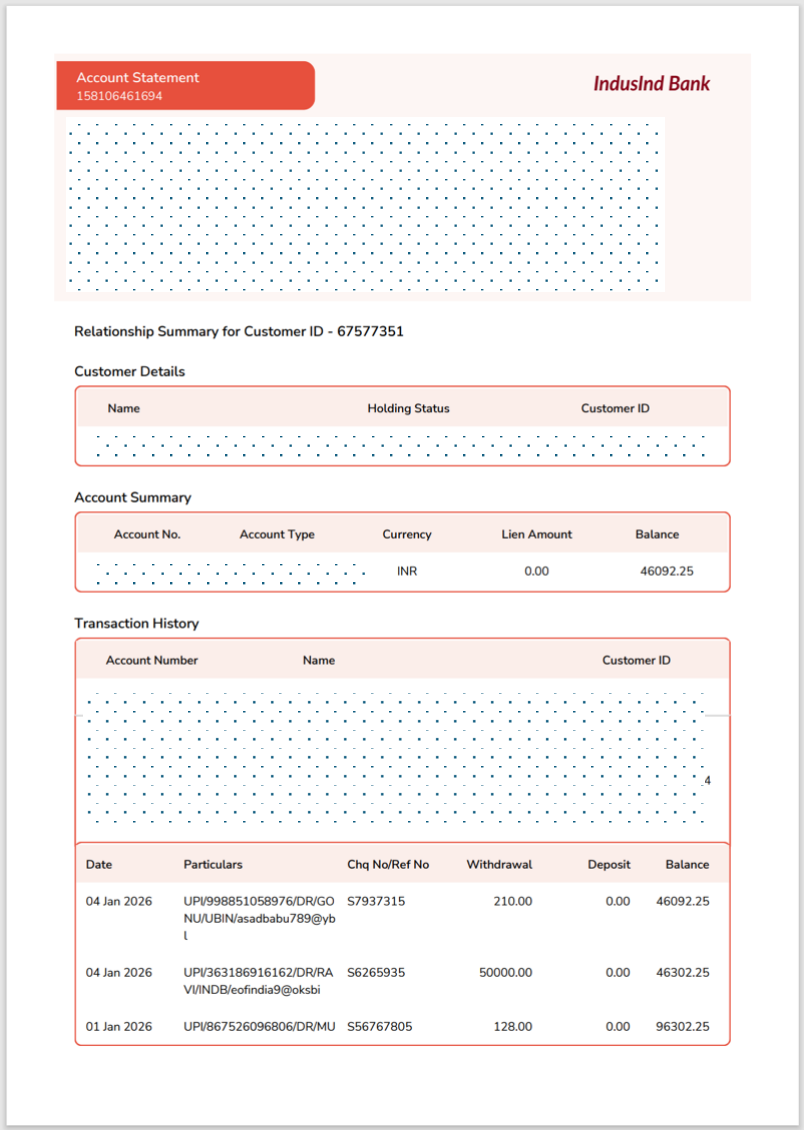 Account Statement
158106461694
IndusInd Bank
Relationship Summary for Customer ID - 67577351
Customer Details
Name Holding Status Customer ID
Account Summary
Account No. Account Type Currency Lien Amount Balance
INR 0.00 46092.25
Transaction History
Account Number Name Customer ID
4
Date Particulars Chq No/Ref No Withdrawal Deposit Balance
04 Jan 2026 UPI/998851058976/DR/GO S7937315 210.00 0.00 46092.25
NU/UBIN/asadbabu789@yb
l
04 Jan 2026 UPI/363186916162/DR/RA S6265935 50000.00 0.00 46302.25
VI/INDB/eofindia9@oksbi
01 Jan 2026 UPI/867526096806/DR/MU S56767805 128.00 0.00 96302.25